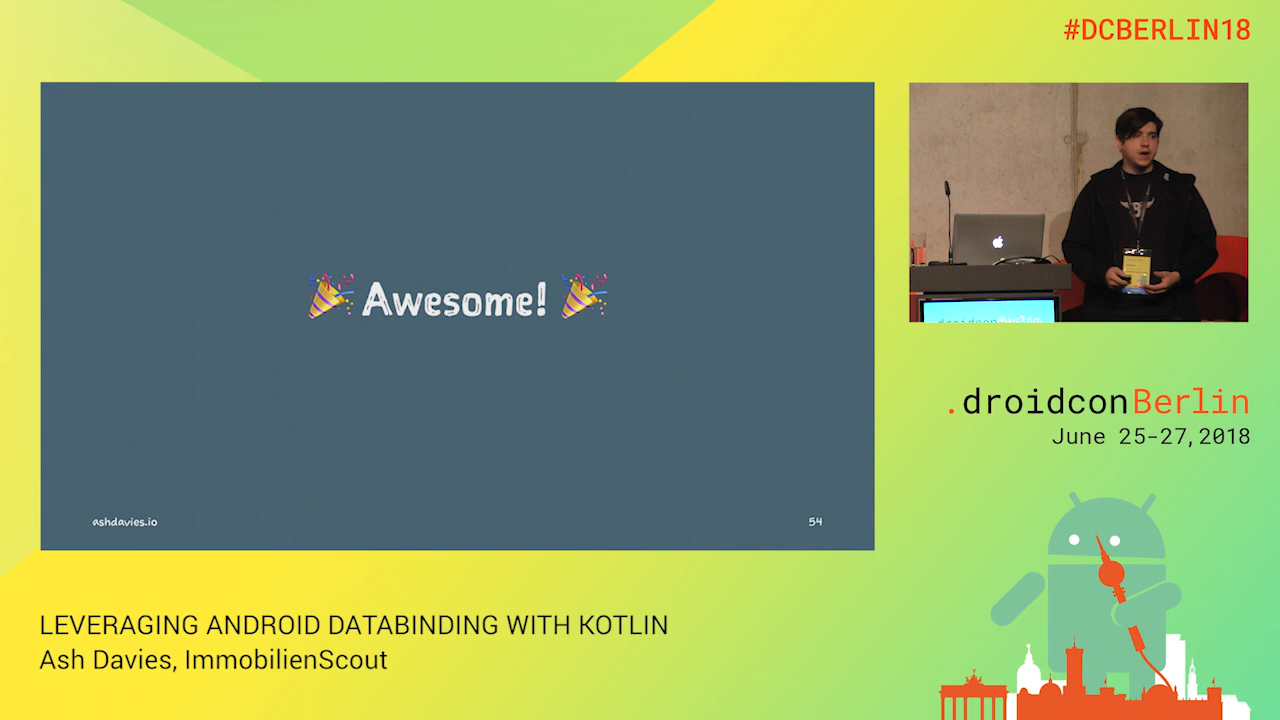 #DCBERLIN18
🎉 Awesome! 🎉
ashdavies.io
54
.droidconBerlin
June 25-27, 2018
LEVERAGING ANDROID DATABINDING WITH KOTLIN
Ash Davies, ImmobilienScout